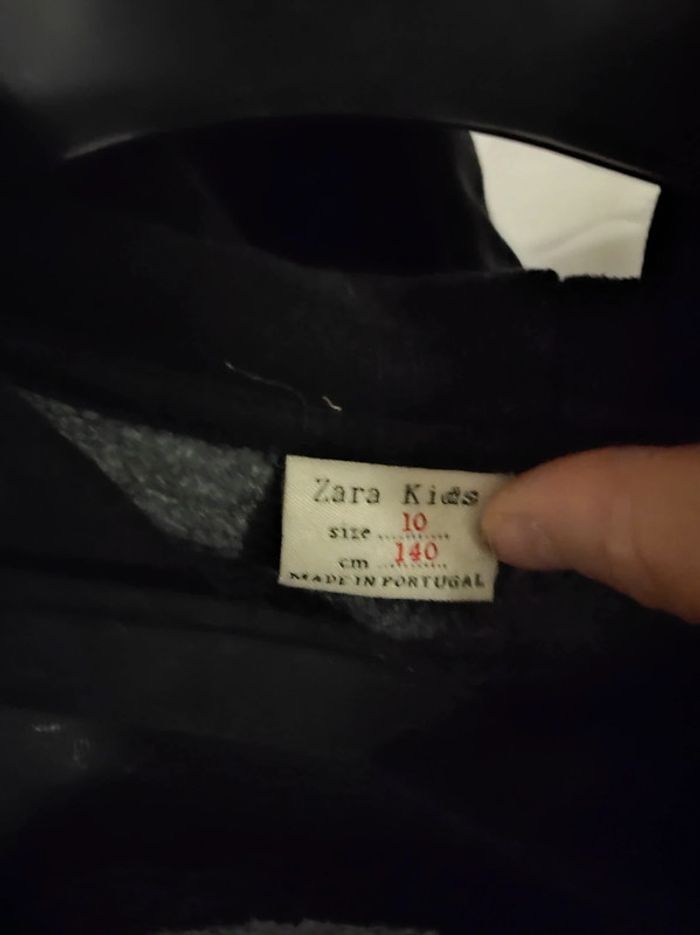 Zara Kids
size 10
cm 140
MADE IN PORTUGAL